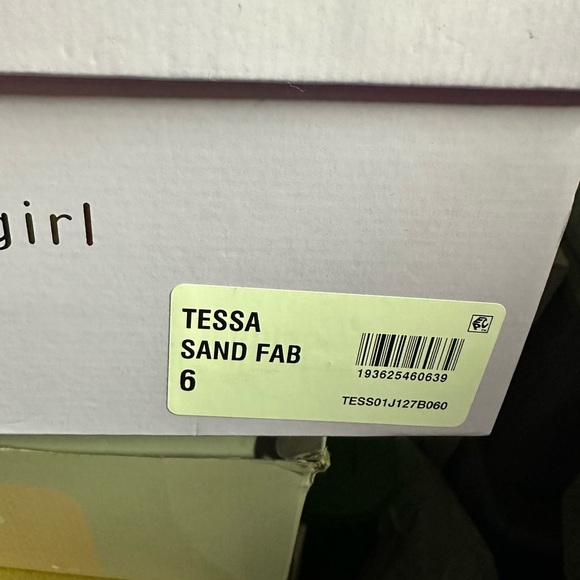 girl
TESSA
SAND FAB
6
193625460639
TESS01J127B060